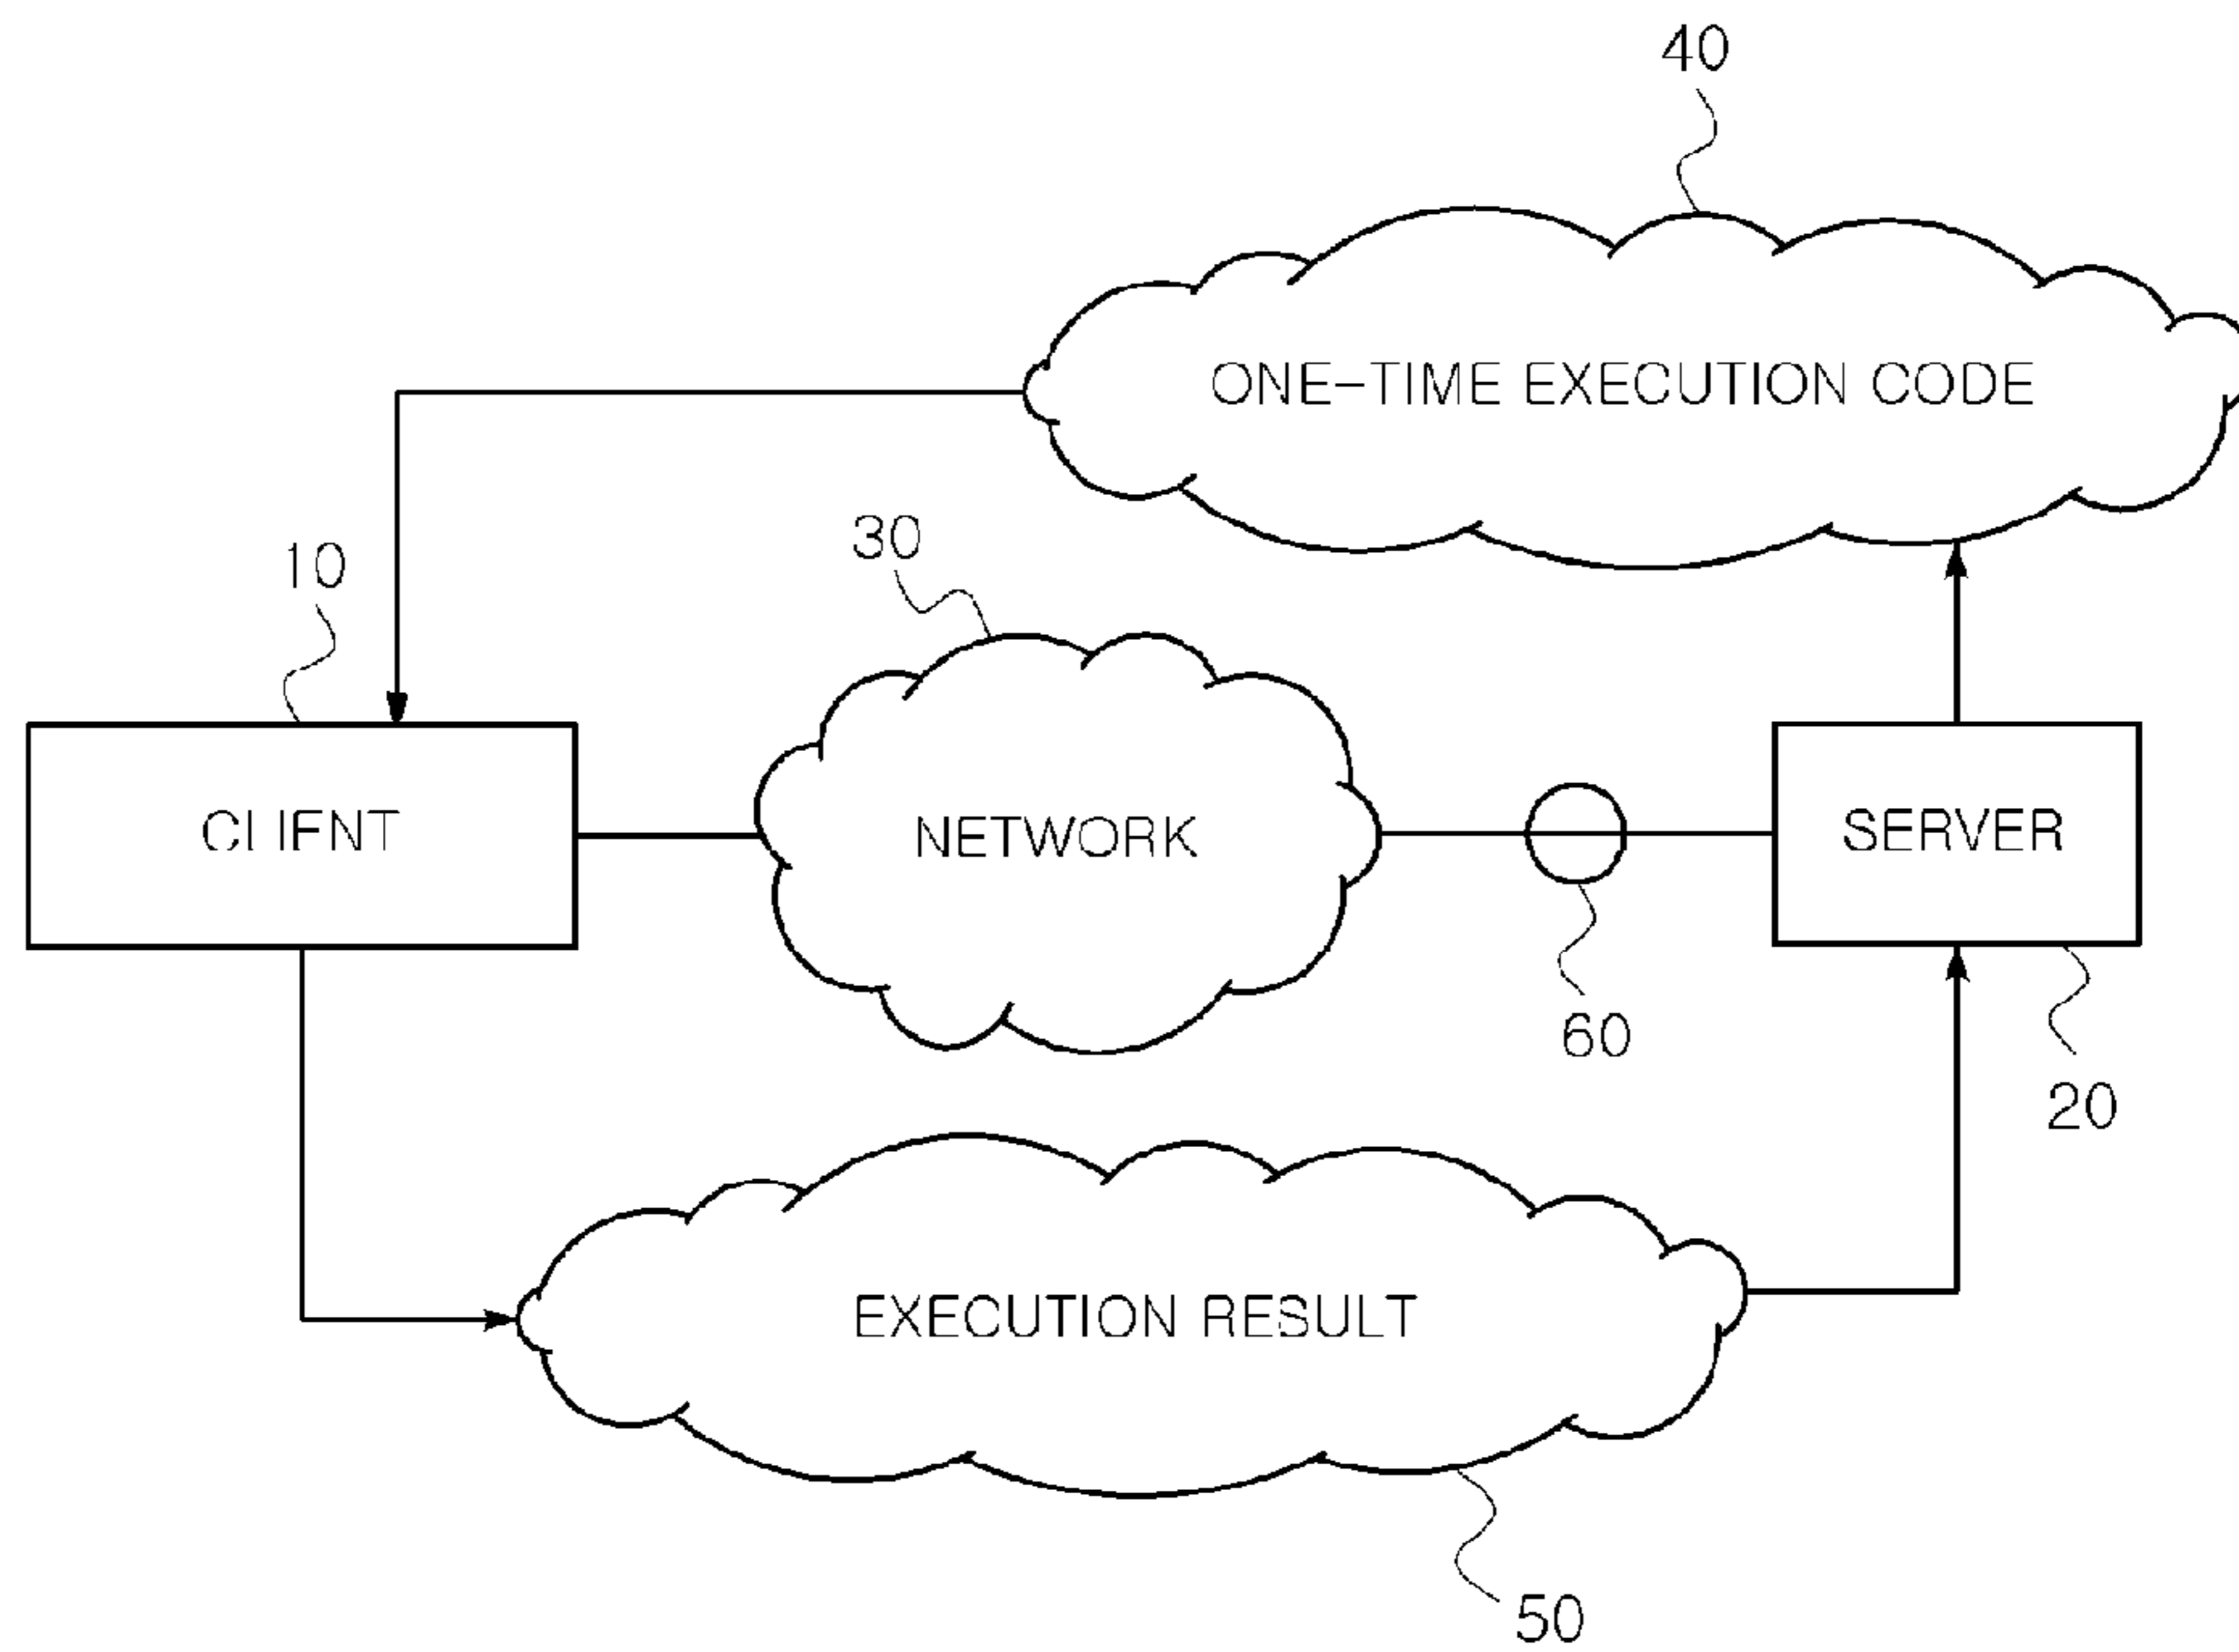 40
ONE-TIME EXECUTION CODE
30
10
CLIENT
NETWORK
SERVER
60
20
EXECUTION RESULT
50